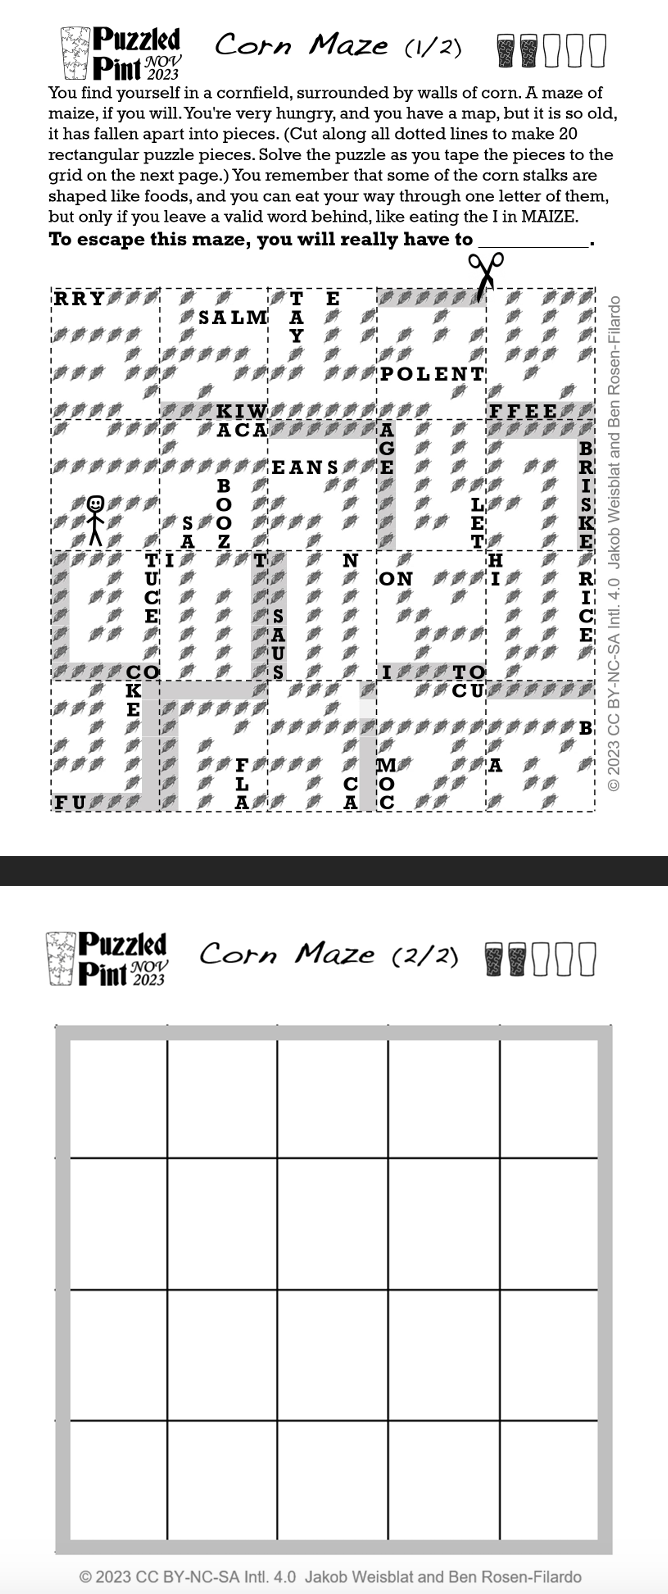 Puzzled
Pint NOV
2023
Corn Maze (1/2)
You find yourself in a cornfield, surrounded by walls of corn. A maze of
maize, if you will. You're very hungry, and you have a map, but it is so old,
it has fallen apart into pieces. (Cut along all dotted lines to make 20
rectangular puzzle pieces. Solve the puzzle as you tape the pieces to the
grid on the next page.) You remember that some of the corn stalks are
shaped like foods, and you can eat your way through one letter of them,
but only if you leave a valid word behind, like eating the I in MAIZE.
To escape this maze, you will really have to __________.
RRY T E
SALM A
Y
POLENT
KIW FFEE
ACA A
G B
EANS E R
B I
O L S
S O E K
A Z T E
T I T N H
U ON I R
C I
E S C
A E
U
CO S I TO
K CU
E
B
F M A
L C O
FU A A C
© 2023 CC BY-NC-SA Intl. 4.0 Jakob Weisblat and Ben Rosen-Filardo
Puzzled
Pint NOV
2023
Corn Maze (2/2)
© 2023 CC BY-NC-SA Intl. 4.0 Jakob Weisblat and Ben Rosen-Filardo